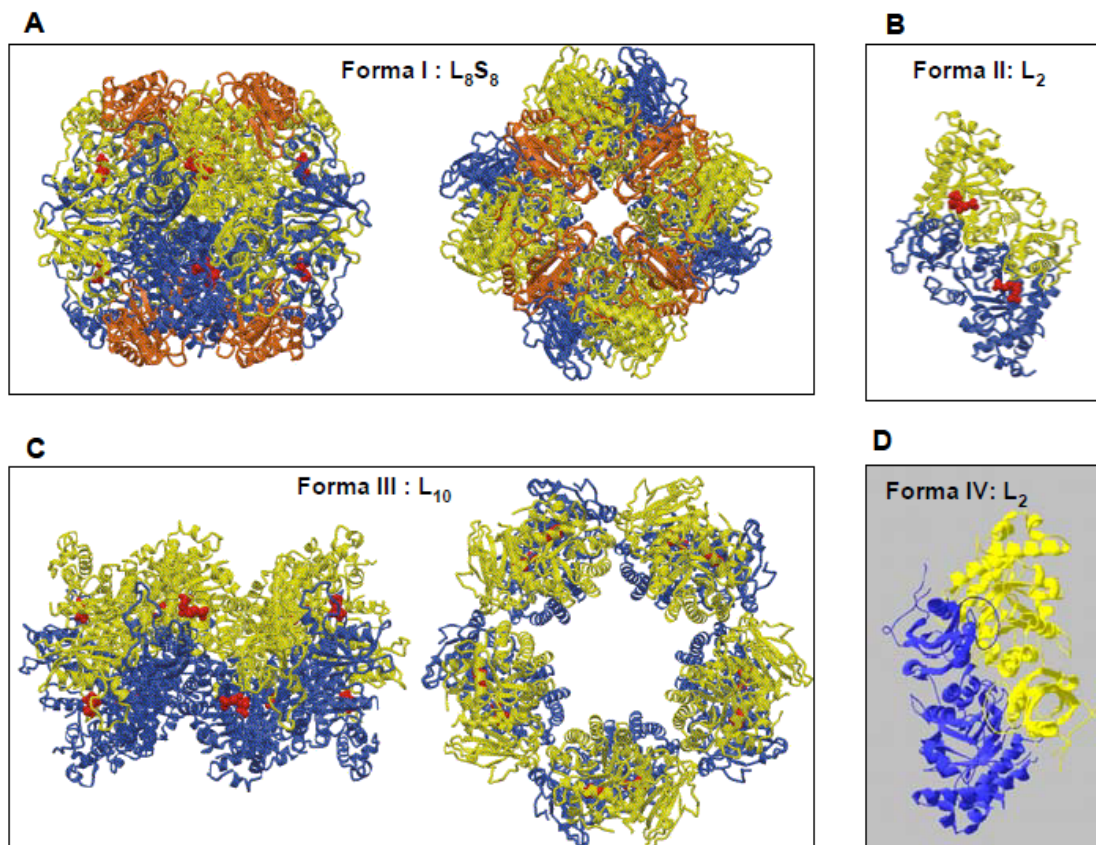 A
Forma I : L₈S₈
B
Forma II: L₂
C
Forma III : L₁₀
D
Forma IV: L₂